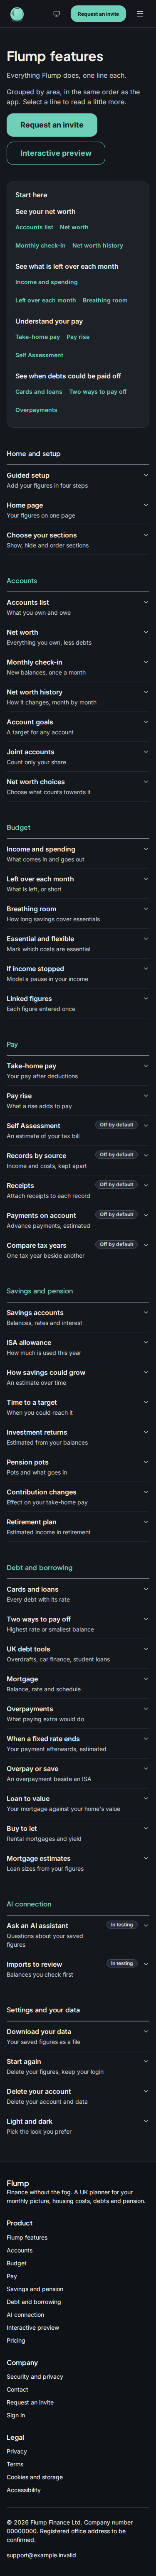 Request an invite
Flump features
Everything Flump does, one line each.
Grouped by area, in the same order as the
app. Select a line to read a little more.
Request an invite
Interactive preview
Start here
See your net worth
Accounts list Net worth
Monthly check-in Net worth history
See what is left over each month
Income and spending
Left over each month Breathing room
Understand your pay
Take-home pay Pay rise
Self Assessment
See when debts could be paid off
Cards and loans Two ways to pay off
Overpayments
Home and setup
Guided setup
Add your figures in four steps
Home page
Your figures on one page
Choose your sections
Show, hide and order sections
Accounts
Accounts list
What you own and owe
Net worth
Everything you own, less debts
Monthly check-in
New balances, once a month
Net worth history
How it changes, month by month
Account goals
A target for any account
Joint accounts
Count only your share
Net worth choices
Choose what counts towards it
Budget
Income and spending
What comes in and goes out
Left over each month
What is left, or short
Breathing room
How long savings cover essentials
Essential and flexible
Mark which costs are essential
If income stopped
Model a pause in your income
Linked figures
Each figure entered once
Pay
Take-home pay
Your pay after deductions
Pay rise
What a rise adds to pay
Self Assessment Off by default
An estimate of your tax bill
Records by source Off by default
Income and costs, kept apart
Receipts Off by default
Attach receipts to each record
Payments on account Off by default
Advance payments, estimated
Compare tax years Off by default
One tax year beside another
Savings and pension
Savings accounts
Balances, rates and interest
ISA allowance
How much is used this year
How savings could grow
An estimate over time
Time to a target
When you could reach it
Investment returns
Estimated from your balances
Pension pots
Pots and what goes in
Contribution changes
Effect on your take-home pay
Retirement plan
Estimated income in retirement
Debt and borrowing
Cards and loans
Every debt with its rate
Two ways to pay off
Highest rate or smallest balance
UK debt tools
Overdrafts, car finance, student loans
Mortgage
Balance, rate and schedule
Overpayments
What paying extra would do
When a fixed rate ends
Your payment afterwards, estimated
Overpay or save
An overpayment beside an ISA
Loan to value
Your mortgage against your home's value
Buy to let
Rental mortgages and yield
Mortgage estimates
Loan sizes from your figures
AI connection
Ask an AI assistant In testing
Questions about your saved
figures
Imports to review In testing
Balances you check first
Settings and your data
Download your data
Your saved figures as a file
Start again
Delete your figures, keep your login
Delete your account
Delete your account and data
Light and dark
Pick the look you prefer
Flump
Finance without the fog. A UK planner for your
monthly picture, housing costs, debts and pension.
Product
Flump features
Accounts
Budget
Pay
Savings and pension
Debt and borrowing
AI connection
Interactive preview
Pricing
Company
Security and privacy
Contact
Request an invite
Sign in
Legal
Privacy
Terms
Cookies and storage
Accessibility
© 2026 Flump Finance Ltd. Company number
00000000. Registered office address to be
confirmed.
support@example.invalid